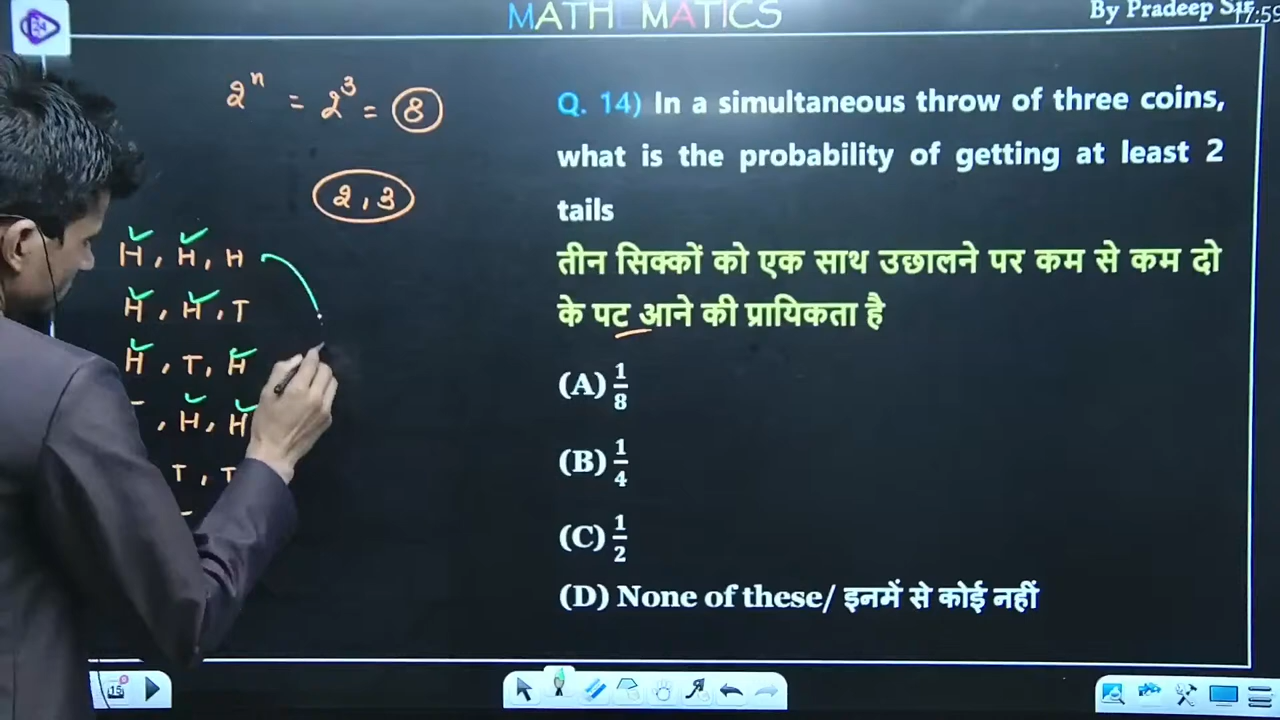 MATHEMATICS
By Pradeep Sir
17:59
2ⁿ = 2³ = 8
2, 3
H, H, H
H, H, T
H, T, H
, H, H
T, T
Q. 14) In a simultaneous throw of three coins,
what is the probability of getting at least 2
tails
तीन सिक्कों को एक साथ उछालने पर कम से कम दो
के पट आने की प्रायिकता है
(A) 1/8
(B) 1/4
(C) 1/2
(D) None of these/ इनमें से कोई नहीं
15